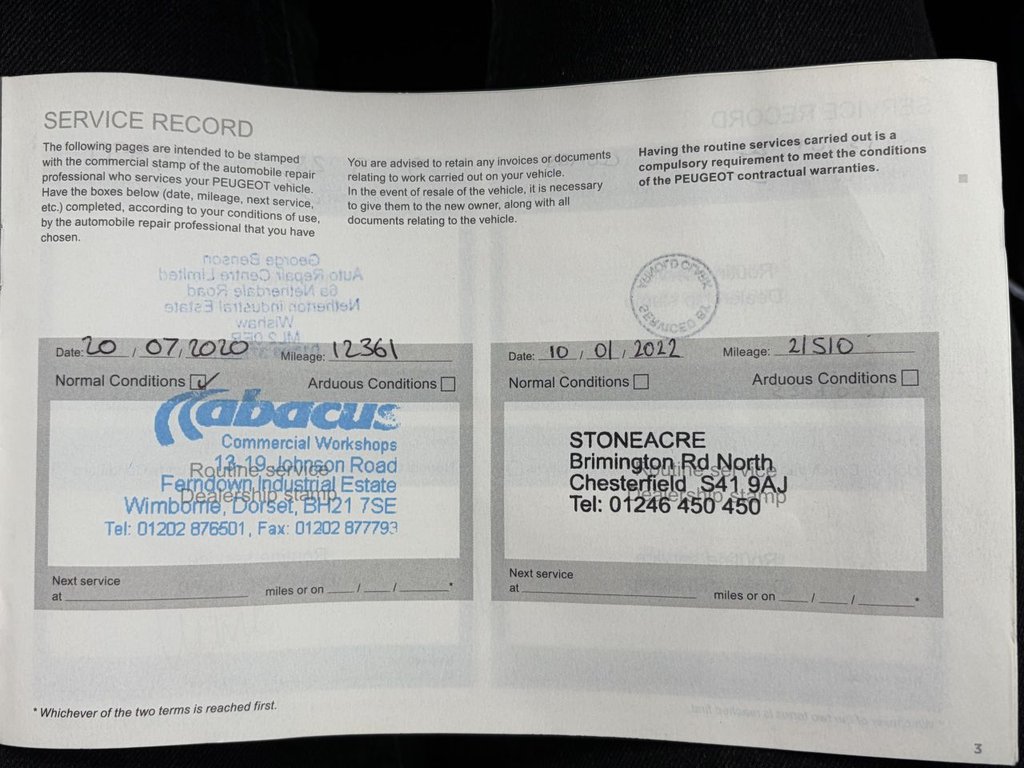 SERVICE RECORD
The following pages are intended to be stamped
with the commercial stamp of the automobile repair
professional who services your PEUGEOT vehicle.
Have the boxes below (date, mileage, next service,
etc.) completed, according to your conditions of use,
by the automobile repair professional that you have
chosen.
You are advised to retain any invoices or documents
relating to work carried out on your vehicle.
In the event of resale of the vehicle, it is necessary
to give them to the new owner, along with all
documents relating to the vehicle.
Having the routine services carried out is a
compulsory requirement to meet the conditions
of the PEUGEOT contractual warranties.
Date: 20 / 07 / 2020 Mileage: 12361
Normal Conditions Arduous Conditions
abacus
Commercial Workshops
13-19 Johnson Road
Routine service
Ferndown Industrial Estate
Dealership stamp
Wimborne, Dorset, BH21 7SE
Tel: 01202 876501, Fax: 01202 877793
Next service
at miles or on / / *
Date: 10 / 01 / 2022 Mileage: 21510
Normal Conditions Arduous Conditions
STONEACRE
Brimington Rd North
Routine service
Chesterfield S41 9AJ
Dealership stamp
Tel: 01246 450 450
Next service
at miles or on / / *
* Whichever of the two terms is reached first.
3